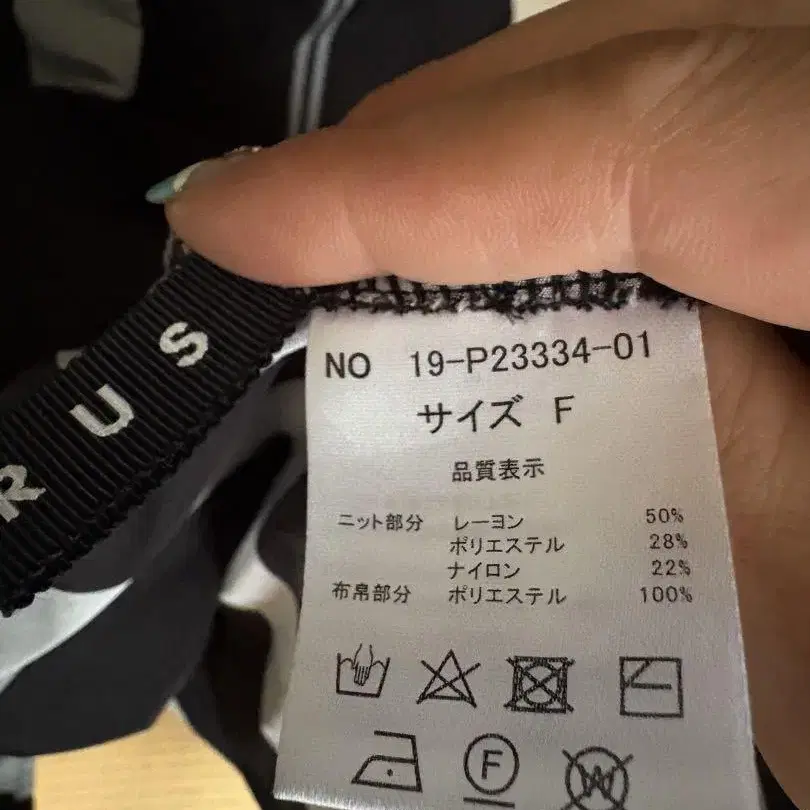 RUS
NO 19-P23334-01
サイズ F
品質表示
ニット部分 レーヨン 50%
ポリエステル 28%
ナイロン 22%
布帛部分 ポリエステル 100%
F
W